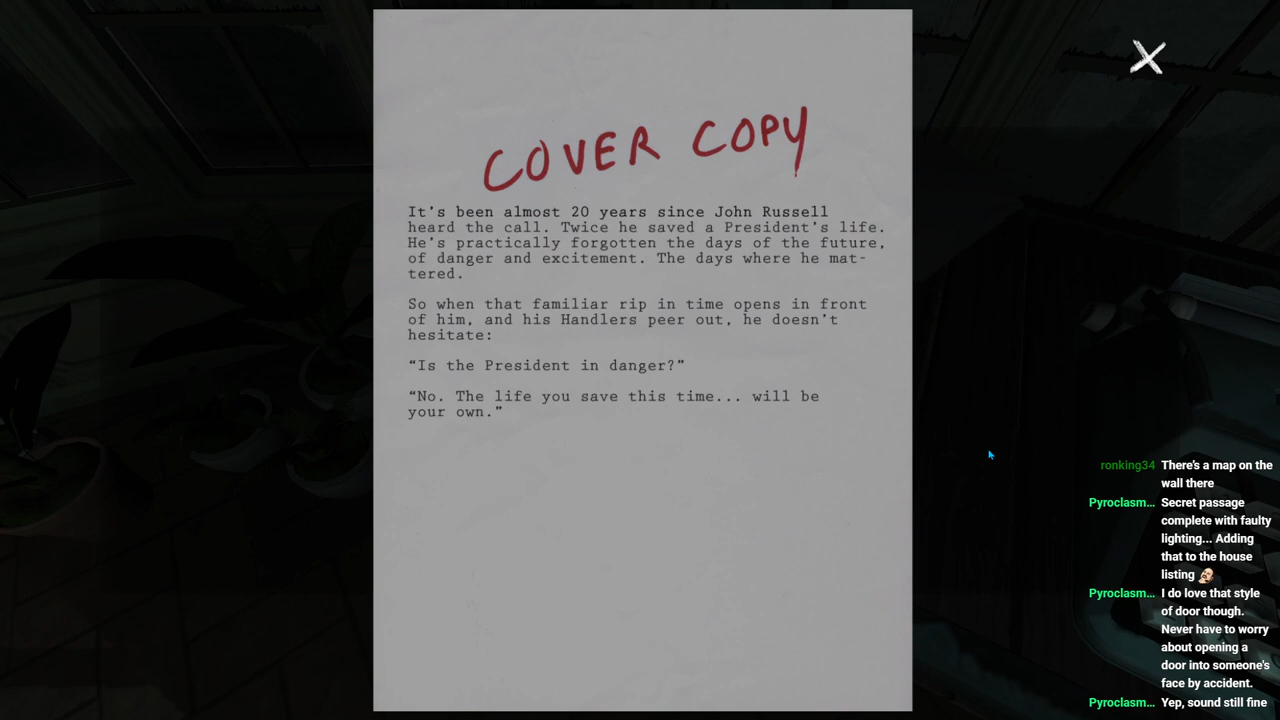 COVER COPY
It's been almost 20 years since John Russell
heard the call. Twice he saved a President's life.
He's practically forgotten the days of the future,
of danger and excitement. The days where he mat-
tered.
So when that familiar rip in time opens in front
of him, and his Handlers peer out, he doesn't
hesitate:
“Is the President in danger?”
“No. The life you save this time... will be
your own.”
ronking34 There's a map on the
wall there
Pyroclasm... Secret passage
complete with faulty
lighting... Adding
that to the house
listing
Pyroclasm... I do love that style
of door though.
Never have to worry
about opening a
door into someone's
face by accident.
Pyroclasm... Yep, sound still fine